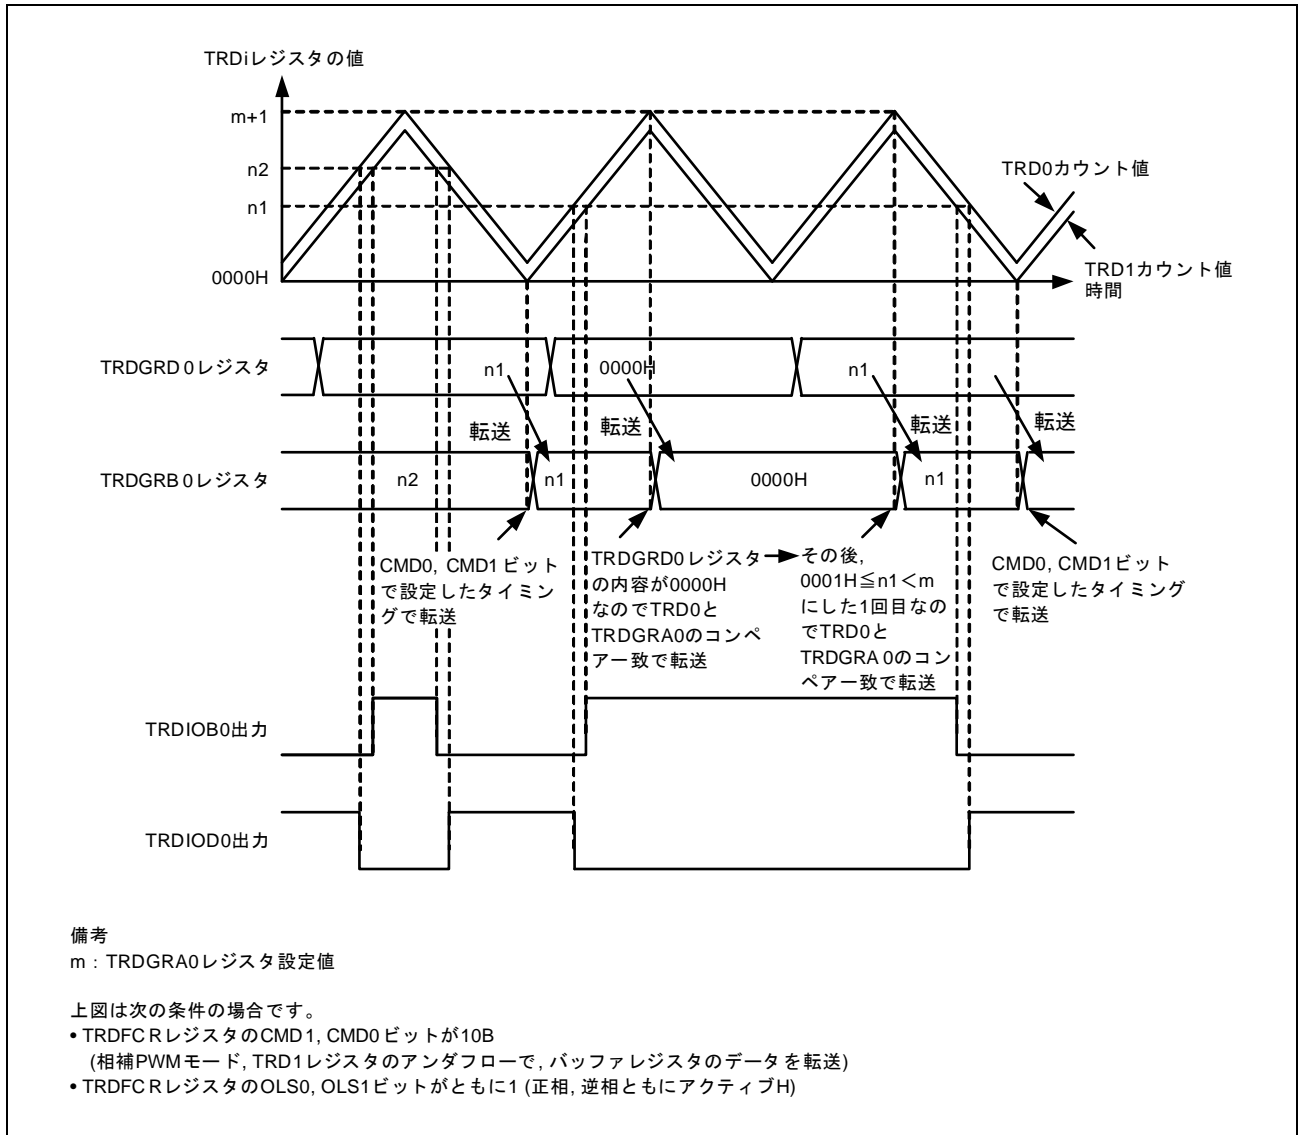 TRDiレジスタの値
m+1
n2
n1
0000H
TRD0カウント値
TRD1カウント値
時間
TRDGRD0レジスタ
n1
0000H
n1
転送
転送
転送
転送
TRDGRB0レジスタ
n2
n1
0000H
n1
CMD0, CMD1ビット
で設定したタイミン
グで転送
TRDGRD0レジスタ
の内容が0000H
なのでTRD0と
TRDGRA0のコンペ
アー致で転送
その後,
0001H≦n1<m
にした1回目なの
でTRD0と
TRDGRA0のコン
ペアー致で転送
CMD0, CMD1ビット
で設定したタイミング
で転送
TRDIOB0出力
TRDIOD0出力
備考
m:TRDGRA0レジスタ設定値
上図は次の条件の場合です。
• TRDFCRレジスタのCMD1, CMD0ビットが10B
(相補PWMモード, TRD1レジスタのアンダフローで, バッファレジスタのデータを転送)
• TRDFCRレジスタのOLS0, OLS1ビットがともに1 (正相, 逆相ともにアクティブH)